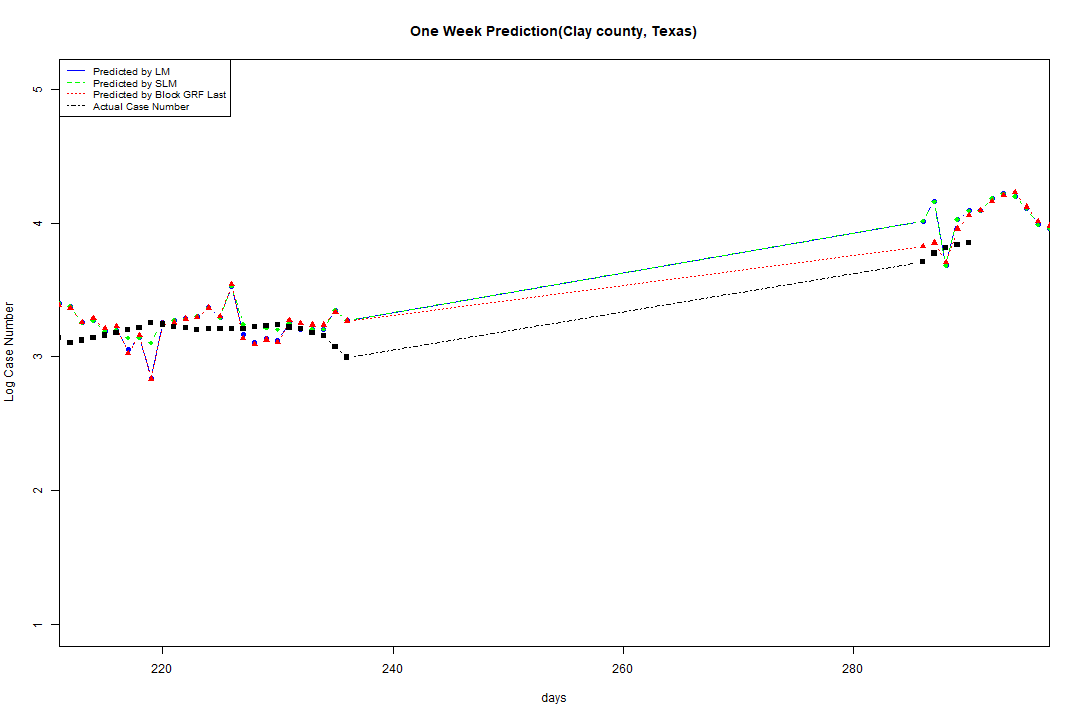 One Week Prediction(Clay county, Texas)
Predicted by LM
Predicted by SLM
Predicted by Block GRF Last
Actual Case Number
5
4
3
2
1
Log Case Number
220
240
260
280
days